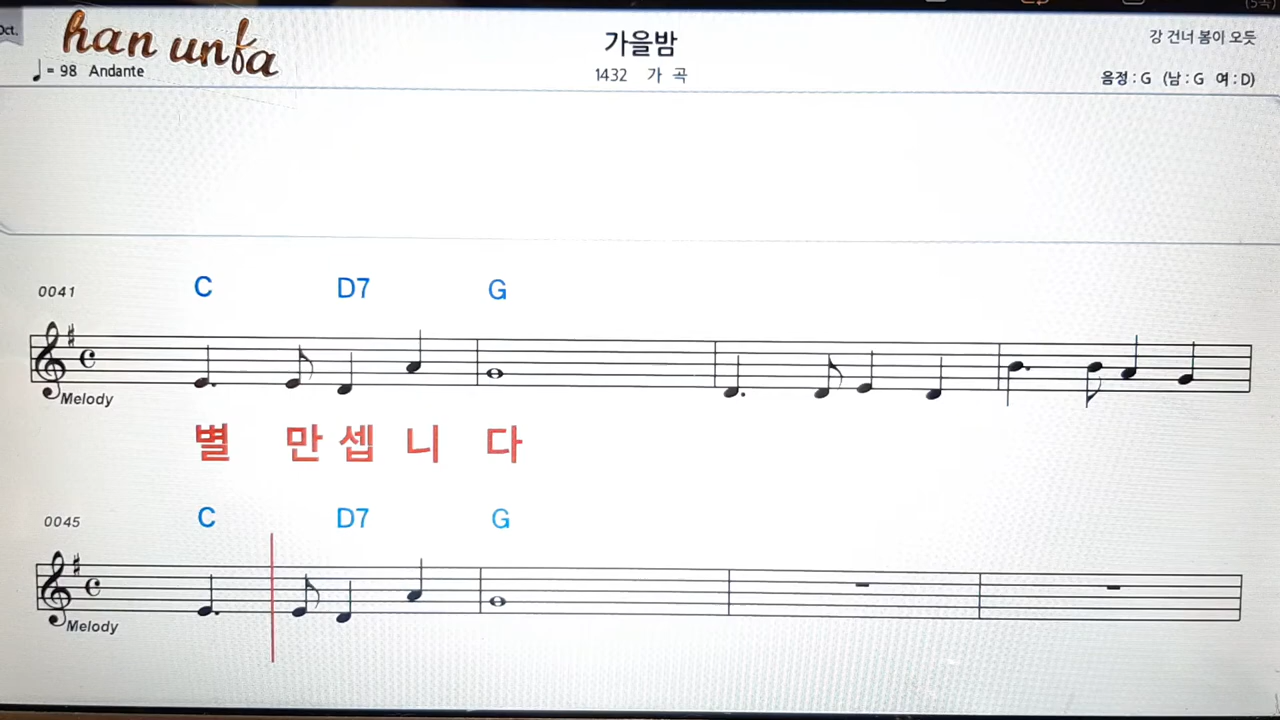 Oct.
han unfa
가을밤
강 건너 봄이 오듯
= 98 Andante
1432 가 곡
음정 : G (남 : G 여 : D)
0041 C D7 G
Melody
별 만 셉 니 다
0045 C D7 G
Melody